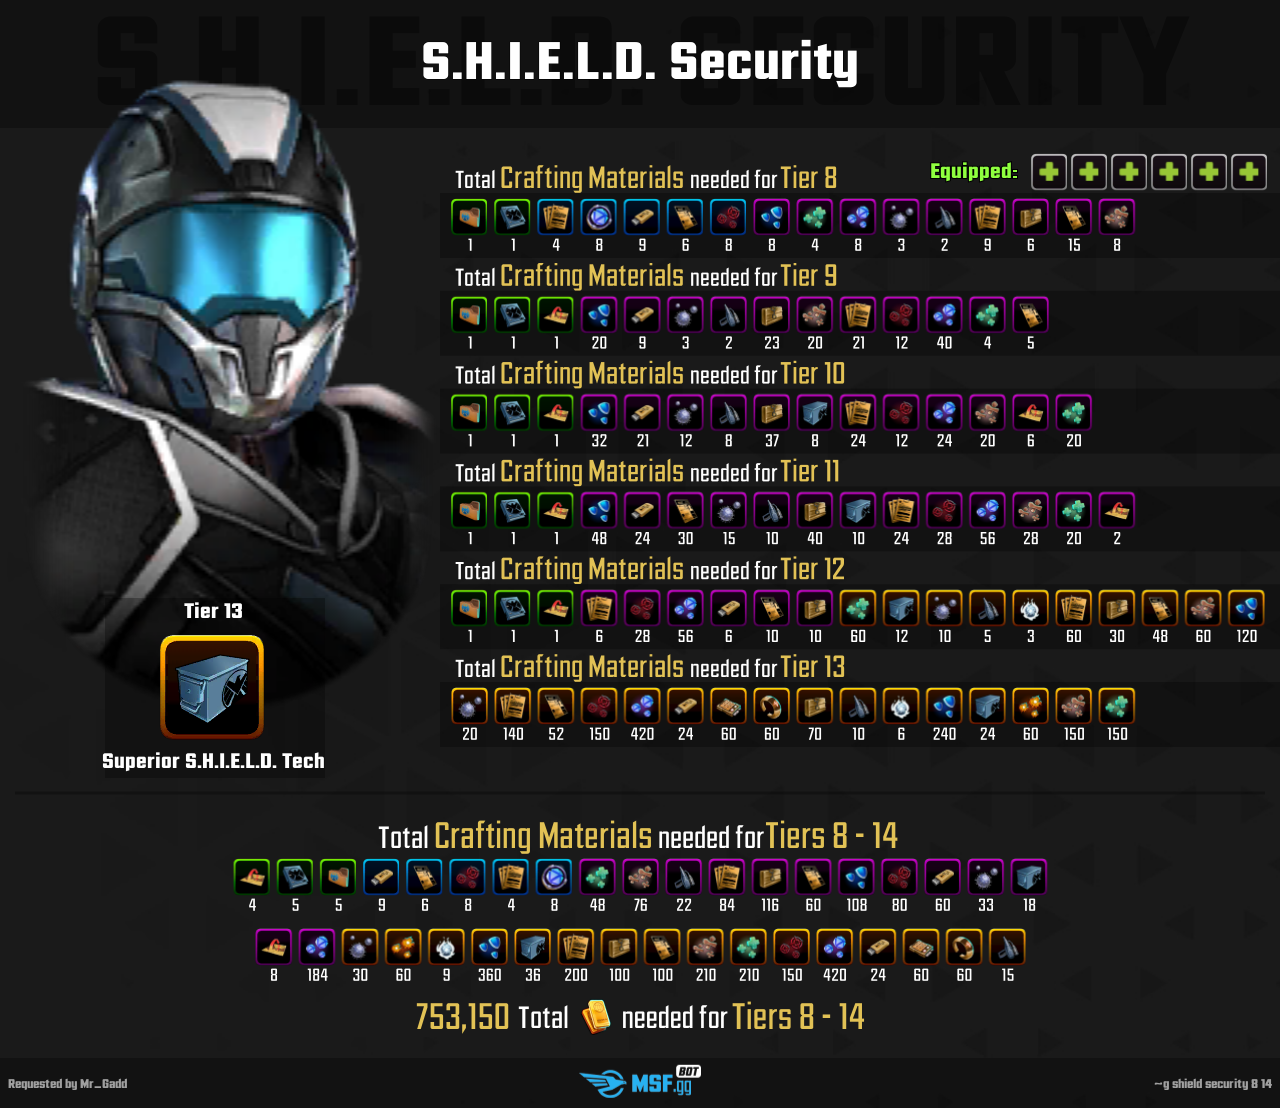 S.H.I.E.L.D. SECURITY
S.H.I.E.L.D. Security
Equipped:
Total Crafting Materials needed for Tier 8
1 1 4 8 9 6 8 8 4 8 3 2 9 6 15 8
Total Crafting Materials needed for Tier 9
1 1 1 20 9 3 2 23 20 21 12 40 4 5
Total Crafting Materials needed for Tier 10
1 1 1 32 21 12 8 37 8 24 12 24 20 6 20
Total Crafting Materials needed for Tier 11
1 1 1 48 24 30 15 10 40 10 24 28 56 28 20 2
Total Crafting Materials needed for Tier 12
1 1 1 6 28 56 6 10 10 60 12 10 5 3 60 30 48 60 120
Total Crafting Materials needed for Tier 13
20 140 52 150 420 24 60 60 70 10 6 240 24 60 150 150
Tier 13
Superior S.H.I.E.L.D. Tech
Total Crafting Materials needed for Tiers 8 - 14
4 5 5 9 6 8 4 8 48 76 22 84 116 60 108 80 60 33 18
8 184 30 60 9 360 36 200 100 100 210 210 150 420 24 60 60 15
753,150 Total needed for Tiers 8 - 14
Requested by Mr_Gadd
MSF.gg BOT
~g shield security 8 14